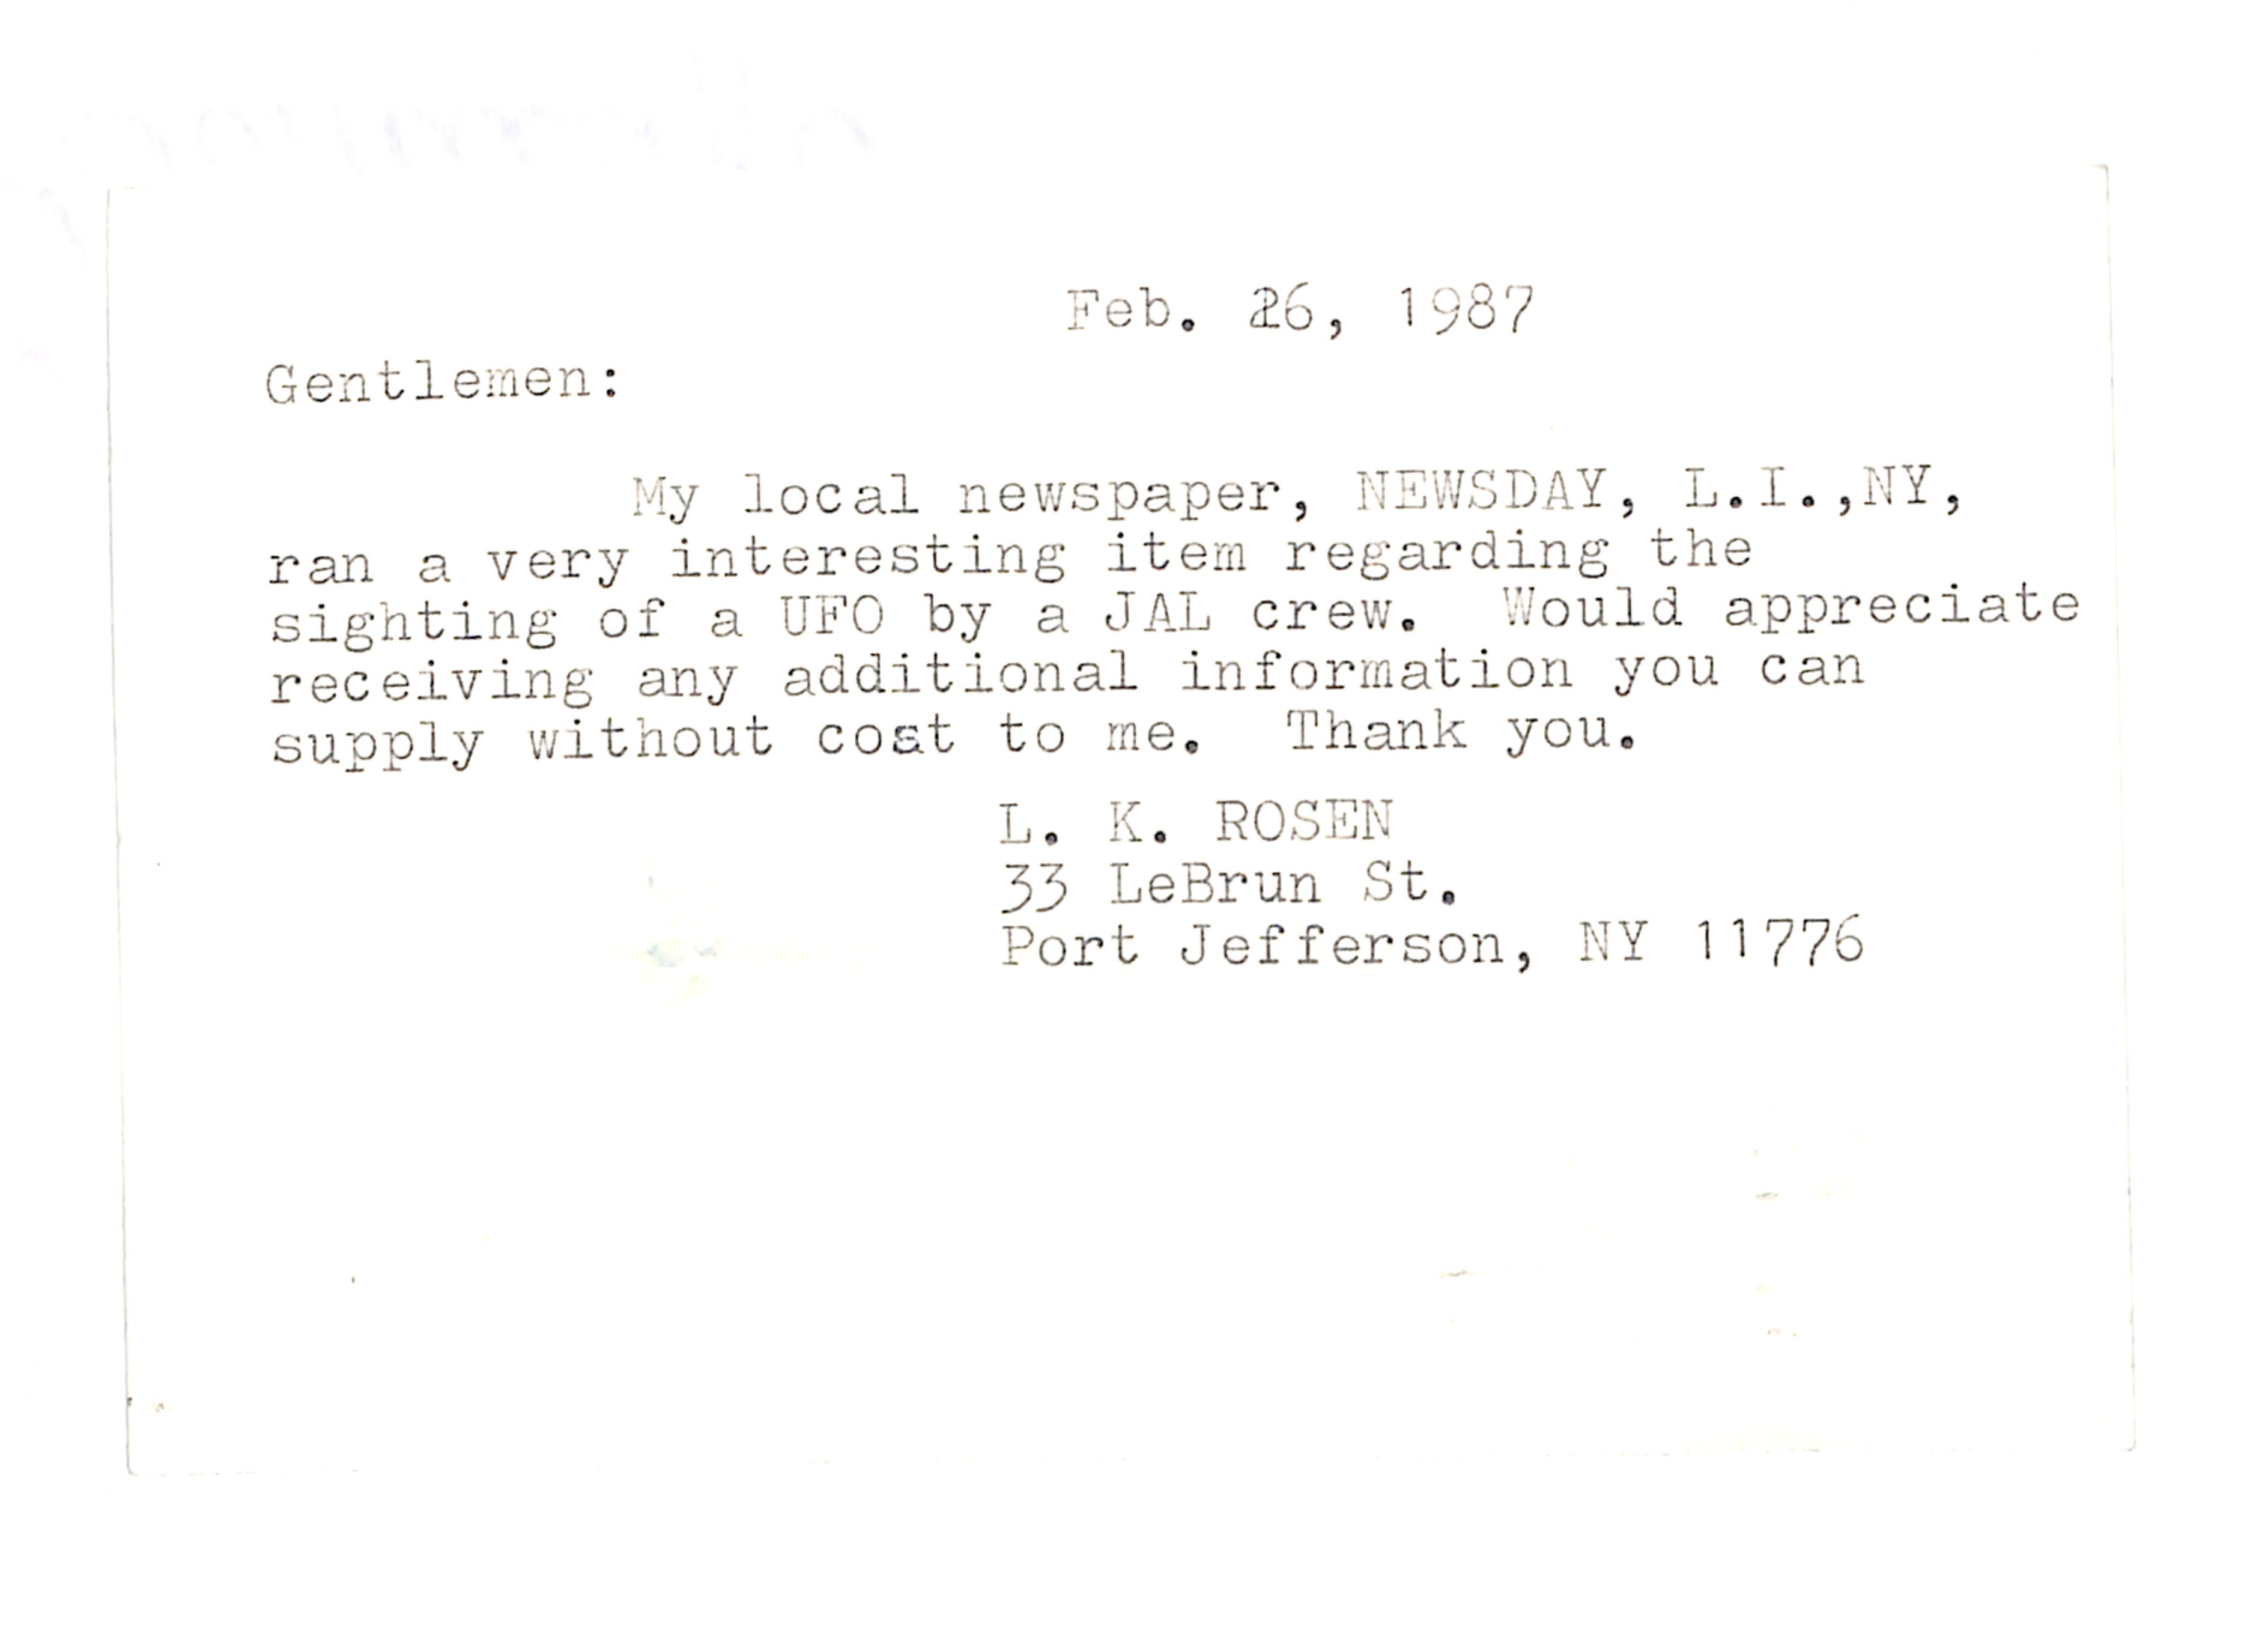 Feb. 26, 1987
Gentlemen:
My local newspaper, NEWSDAY, L.I.,NY,
ran a very interesting item regarding the
sighting of a UFO by a JAL crew.  Would appreciate
receiving any additional information you can
supply without cost to me.  Thank you.
L. K. ROSEN
33 LeBrun St.
Port Jefferson, NY 11776